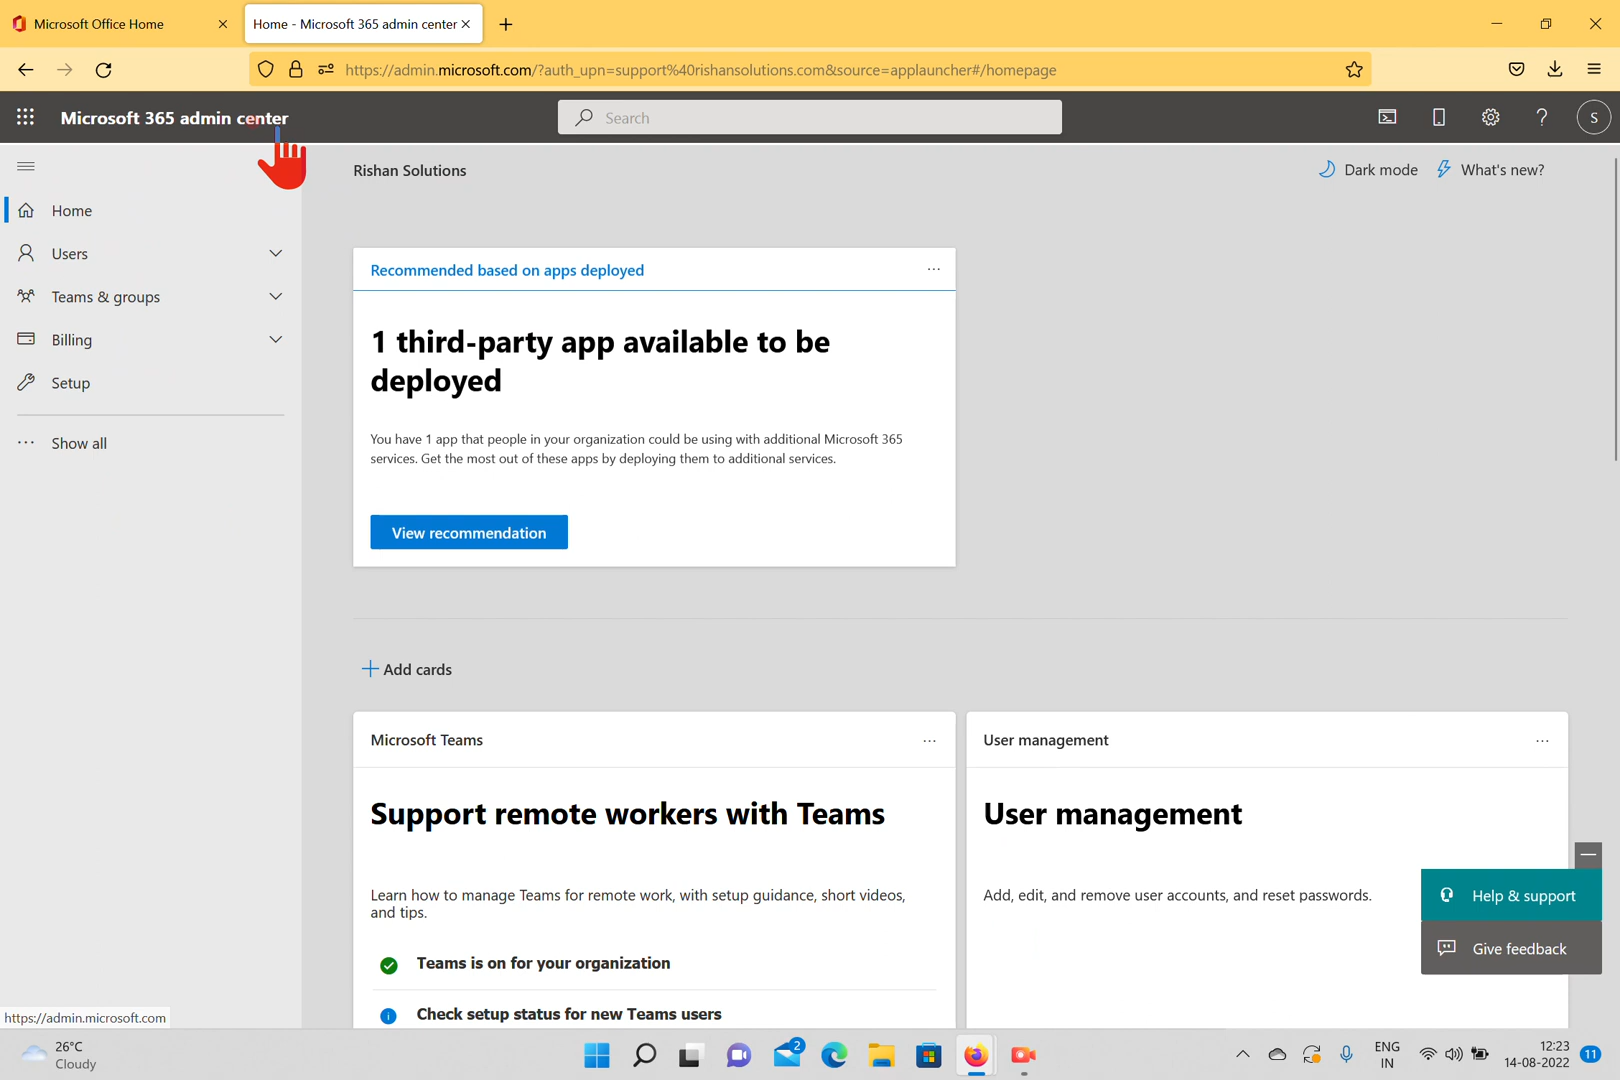 Microsoft Office Home
Home - Microsoft 365 admin center
https://admin.microsoft.com/?auth_upn=support%40rishansolutions.com&source=applauncher#/homepage
Microsoft 365 admin center
Search
S
Rishan Solutions
Dark mode
What's new?
Home
Users
Teams & groups
Billing
Setup
Show all
Recommended based on apps deployed
1 third-party app available to be
deployed
You have 1 app that people in your organization could be using with additional Microsoft 365
services. Get the most out of these apps by deploying them to additional services.
View recommendation
Add cards
Microsoft Teams
Support remote workers with Teams
Learn how to manage Teams for remote work, with setup guidance, short videos,
and tips.
Teams is on for your organization
Check setup status for new Teams users
User management
User management
Add, edit, and remove user accounts, and reset passwords.
Help & support
Give feedback
https://admin.microsoft.com
26°C
Cloudy
2
ENG
IN
12:23
14-08-2022
11